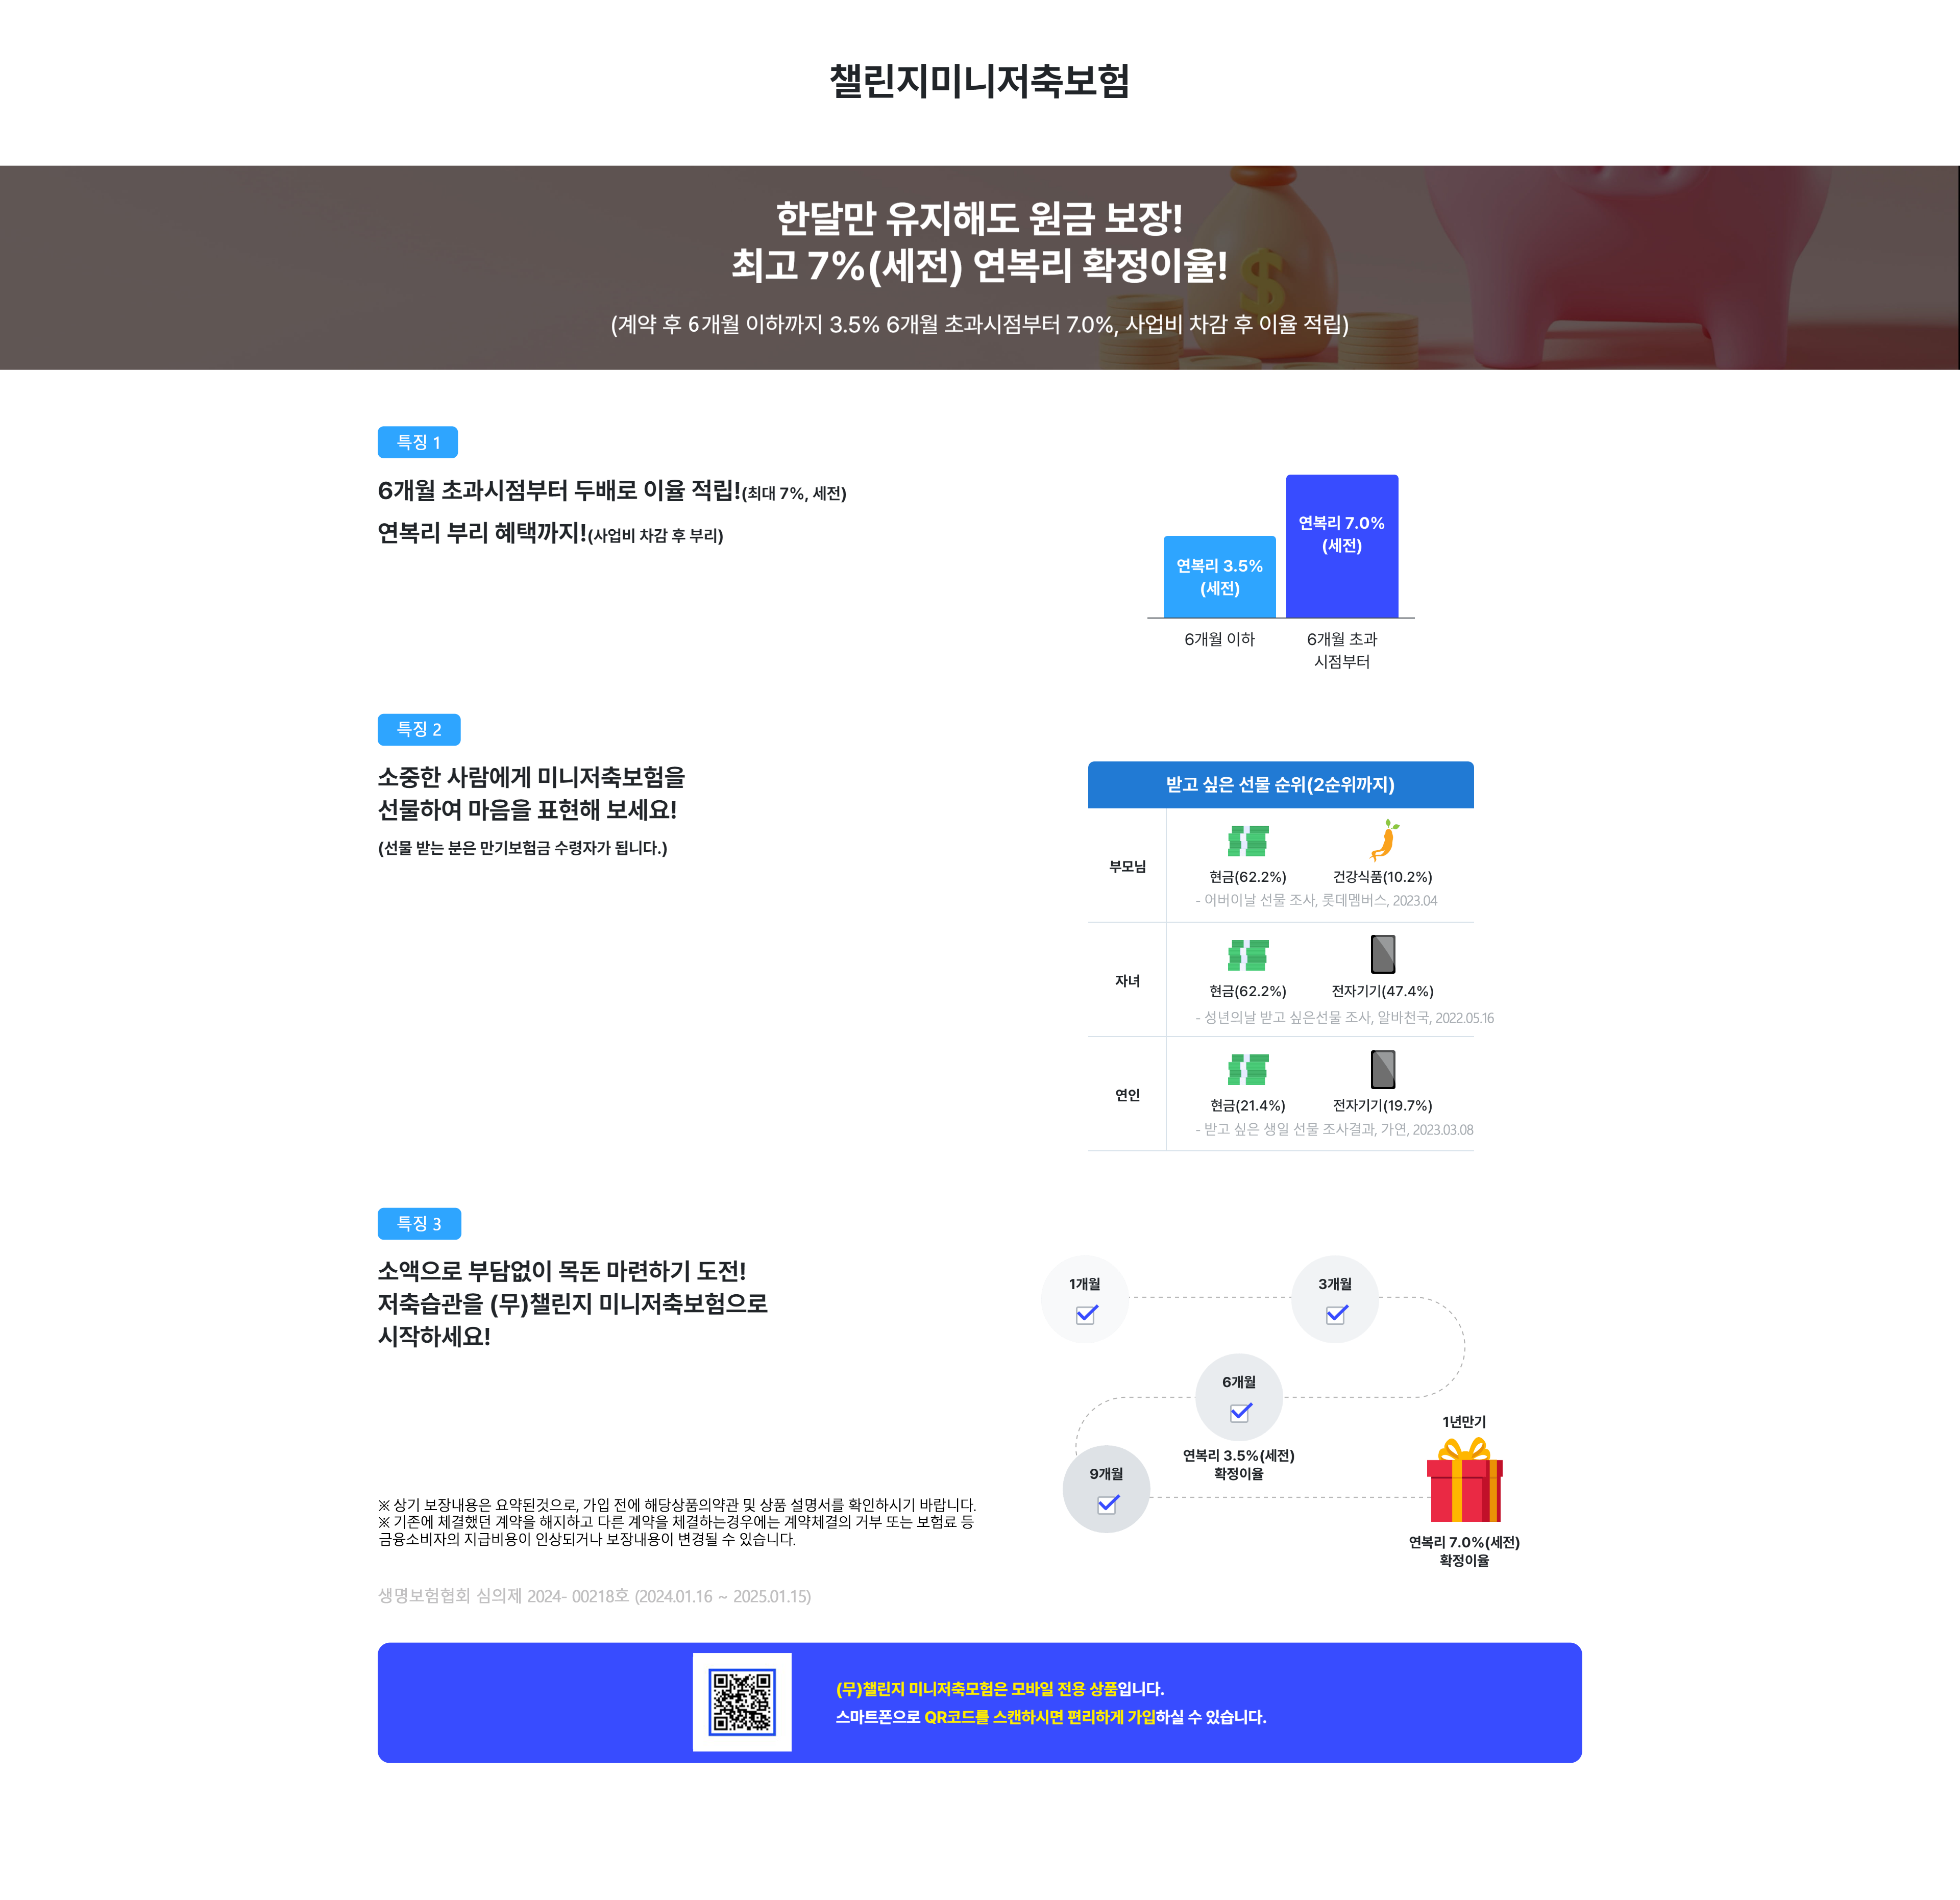 챌린지미니저축보험
한달만 유지해도 원금 보장!
최고 7%(세전) 연복리 확정이율!
(계약 후 6개월 이하까지 3.5% 6개월 초과시점부터 7.0%, 사업비 차감 후 이율 적립)
특징 1
6개월 초과시점부터 두배로 이율 적립!(최대 7%, 세전)
연복리 부리 혜택까지!(사업비 차감 후 부리)
연복리 3.5%
(세전)
연복리 7.0%
(세전)
6개월 이하
6개월 초과
시점부터
특징 2
소중한 사람에게 미니저축보험을
선물하여 마음을 표현해 보세요!
(선물 받는 분은 만기보험금 수령자가 됩니다.)
받고 싶은 선물 순위(2순위까지)
부모님
현금(62.2%)
건강식품(10.2%)
- 어버이날 선물 조사, 롯데멤버스, 2023.04
자녀
현금(62.2%)
전자기기(47.4%)
- 성년의날 받고 싶은선물 조사, 알바천국, 2022.05.16
연인
현금(21.4%)
전자기기(19.7%)
- 받고 싶은 생일 선물 조사결과, 가연, 2023.03.08
특징 3
소액으로 부담없이 목돈 마련하기 도전!
저축습관을 (무)챌린지 미니저축보험으로
시작하세요!
1개월
3개월
6개월
연복리 3.5%(세전)
확정이율
9개월
1년만기
연복리 7.0%(세전)
확정이율
※ 상기 보장내용은 요약된것으로, 가입 전에 해당상품의약관 및 상품 설명서를 확인하시기 바랍니다.
※ 기존에 체결했던 계약을 해지하고 다른 계약을 체결하는경우에는 계약체결의 거부 또는 보험료 등
금융소비자의 지급비용이 인상되거나 보장내용이 변경될 수 있습니다.
생명보험협회 심의제 2024- 00218호 (2024.01.16 ~ 2025.01.15)
(무)챌린지 미니저축모험은 모바일 전용 상품입니다.
스마트폰으로 QR코드를 스캔하시면 편리하게 가입하실 수 있습니다.